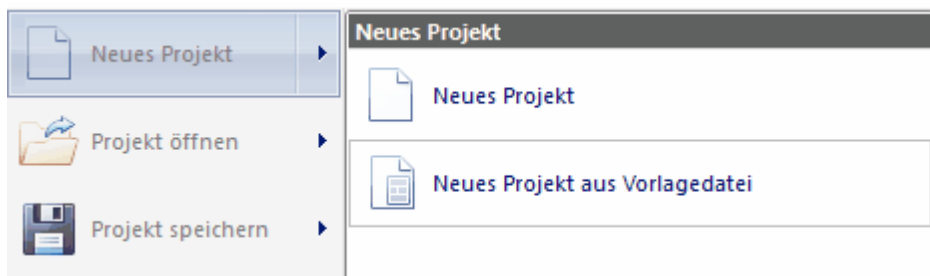 Neues Projekt
Projekt öffnen
Projekt speichern
Neues Projekt
Neues Projekt
Neues Projekt aus Vorlagedatei